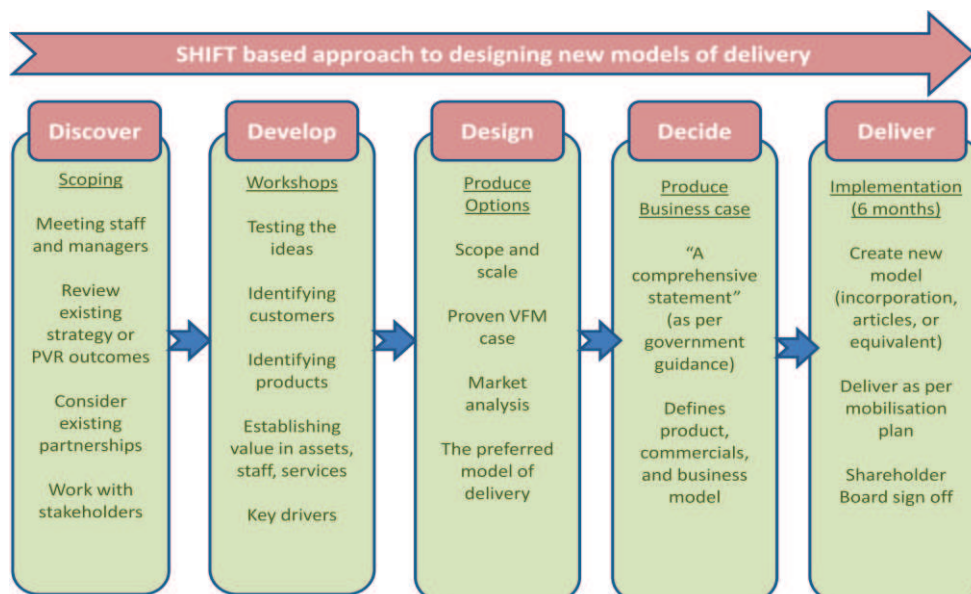 SHIFT based approach to designing new models of delivery
Discover
Scoping
Meeting staff
and managers
Review
existing
strategy or
PVR outcomes
Consider
existing
partnerships
Work with
stakeholders
Develop
Workshops
Testing the
ideas
Identifying
customers
Identifying
products
Establishing
value in assets,
staff, services
Key drivers
Design
Produce
Options
Scope and
scale
Proven VFM
case
Market
analysis
The preferred
model of
delivery
Decide
Produce
Business case
“A
comprehensive
statement”
(as per
government
guidance)
Defines
product,
commercials,
and business
model
Deliver
Implementation
(6 months)
Create new
model
(incorporation,
articles, or
equivalent)
Deliver as per
mobilisation
plan
Shareholder
Board sign off